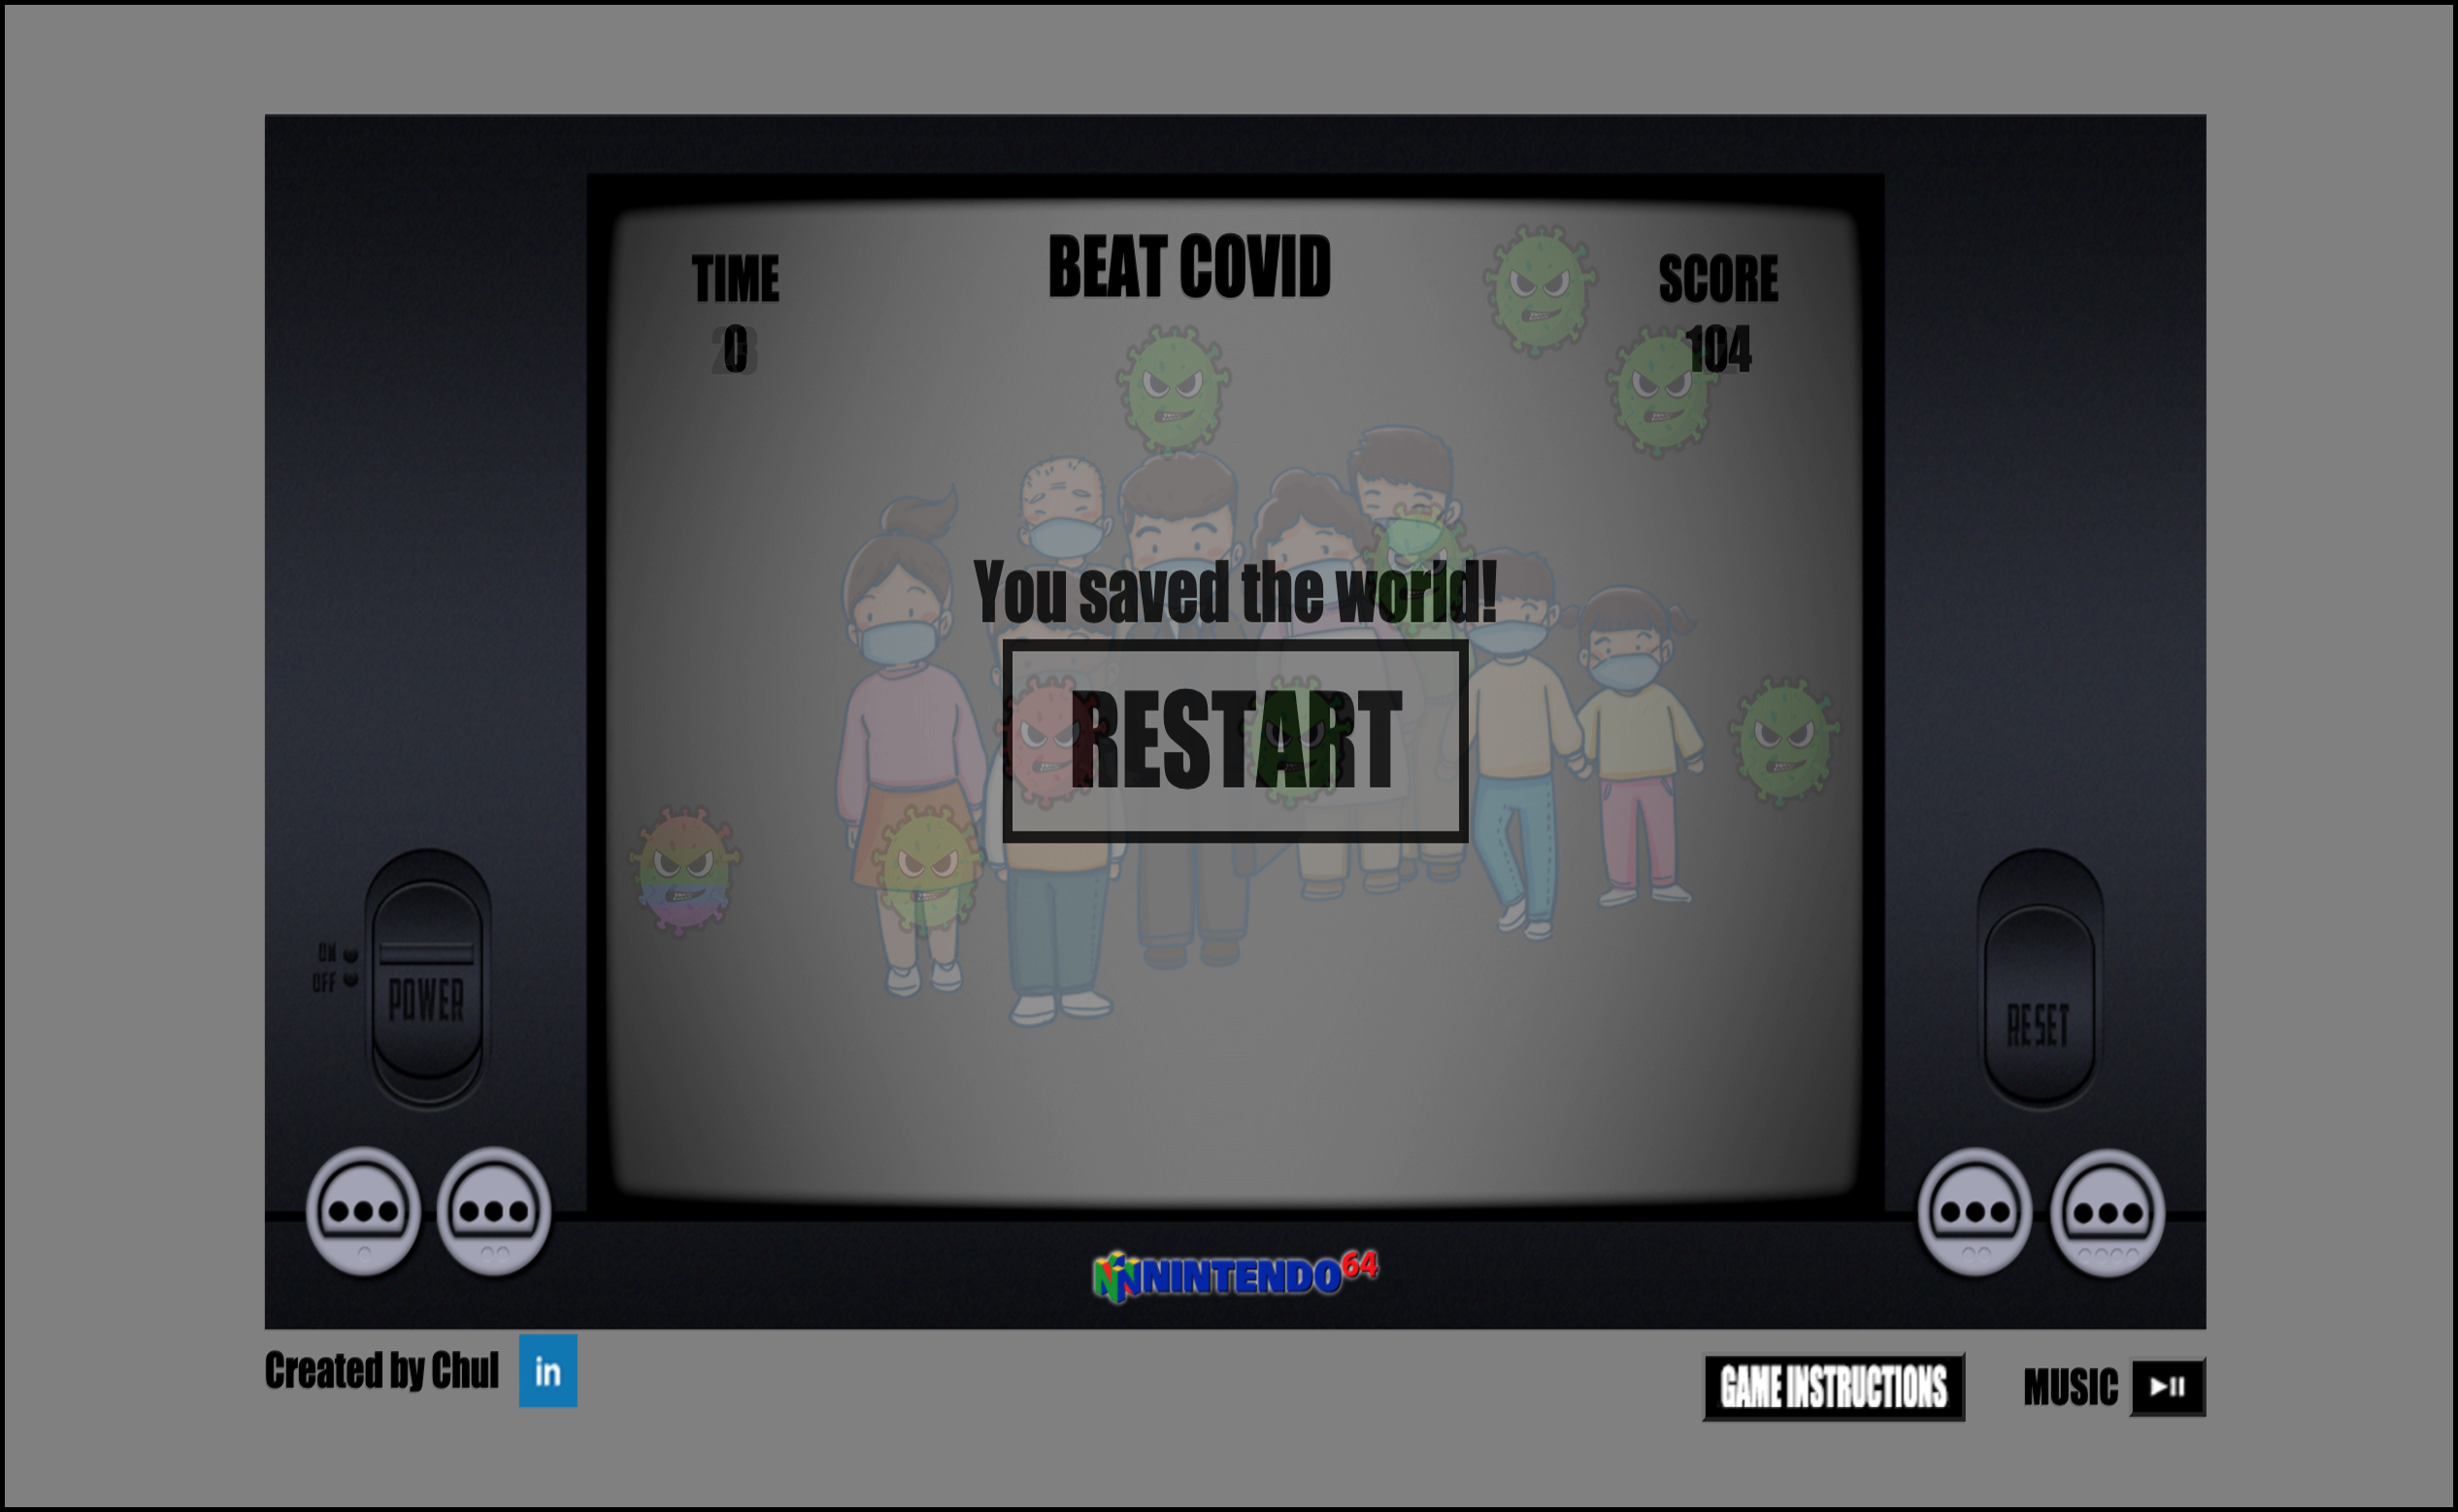 BEAT COVID
TIME
SCORE
0
104
You saved the world!
RESTART
ON
OFF
POWER
RESET
NINTENDO64
Created by Chul
in
GAME INSTRUCTIONS
MUSIC